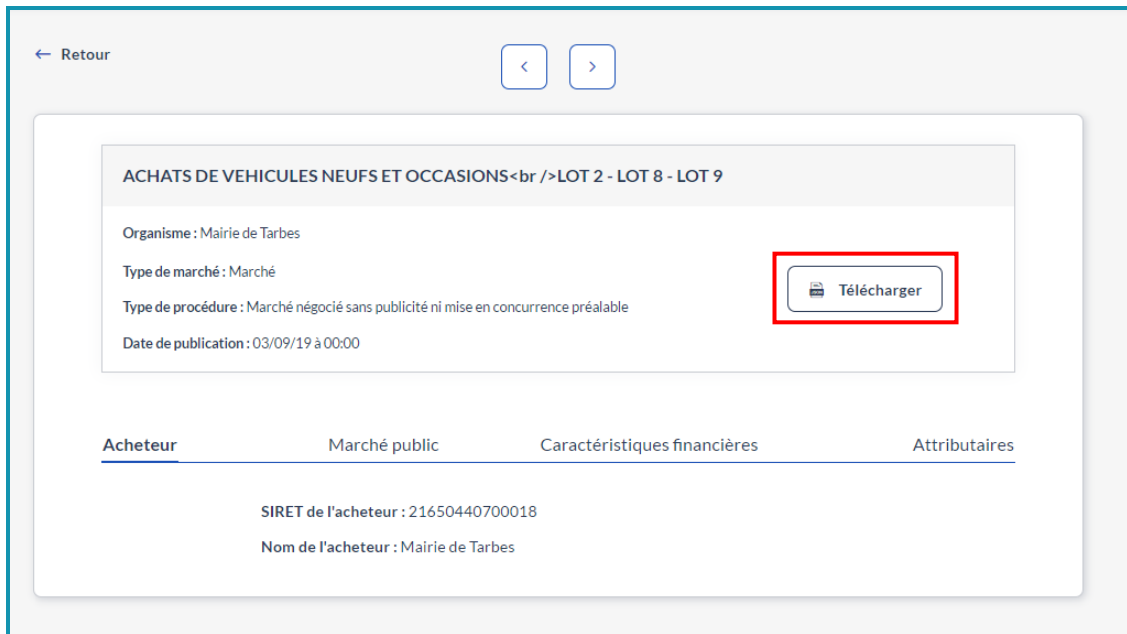 ← Retour
< >
ACHATS DE VEHICULES NEUFS ET OCCASIONS<br />LOT 2 - LOT 8 - LOT 9
Organisme : Mairie de Tarbes
Type de marché : Marché
Type de procédure : Marché négocié sans publicité ni mise en concurrence préalable
Date de publication : 03/09/19 à 00:00
Télécharger
Acheteur Marché public Caractéristiques financières Attributaires
SIRET de l'acheteur : 21650440700018
Nom de l'acheteur : Mairie de Tarbes